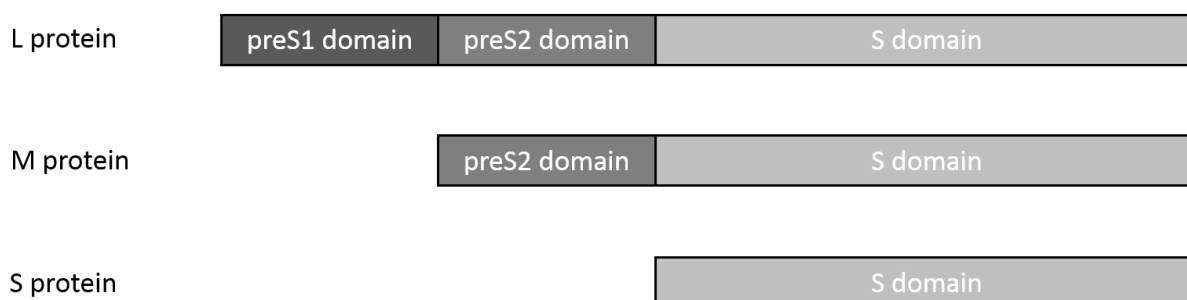 L protein preS1 domain preS2 domain S domain
M protein preS2 domain S domain
S protein S domain